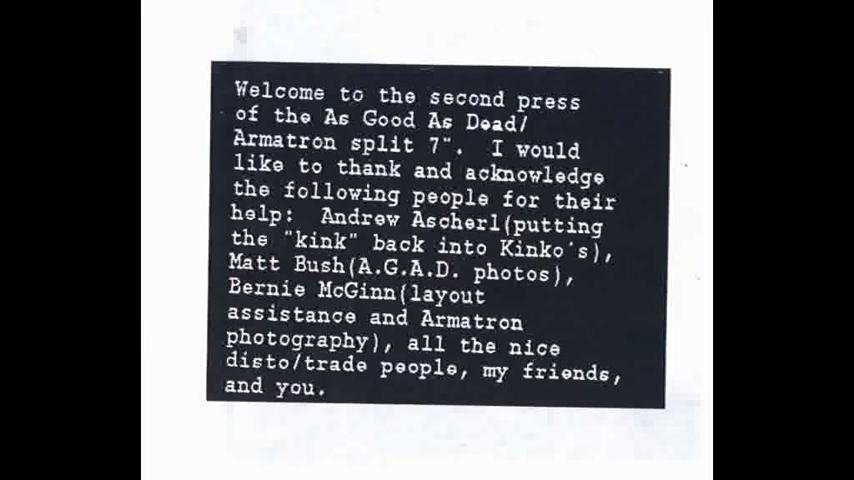 Welcome to the second press
of the As Good As Dead/
Armatron split 7". I would
like to thank and acknowledge
the following people for their
help: Andrew Ascherl(putting
the "kink" back into Kinko's),
Matt Bush(A.G.A.D. photos),
Bernie McGinn(layout
assistance and Armatron
photography), all the nice
disto/trade people, my friends,
and you.